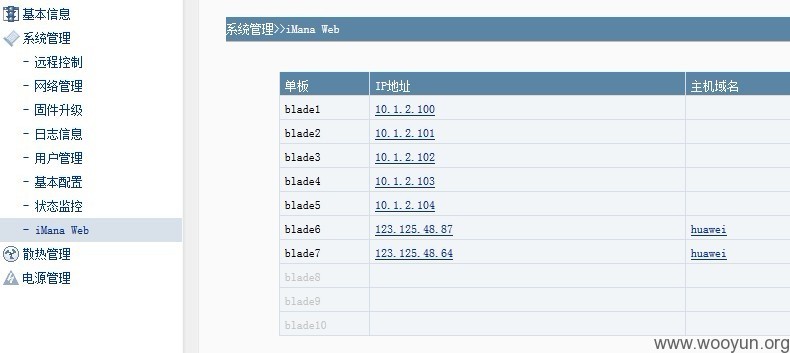 基本信息
系统管理
- 远程控制
- 网络管理
- 固件升级
- 日志信息
- 用户管理
- 基本配置
- 状态监控
- iMana Web
散热管理
电源管理
系统管理>>iMana Web
单板 IP地址 主机域名
blade1 10.1.2.100
blade2 10.1.2.101
blade3 10.1.2.102
blade4 10.1.2.103
blade5 10.1.2.104
blade6 123.125.48.87 huawei
blade7 123.125.48.64 huawei
blade8
blade9
blade10
www.wooyun.org